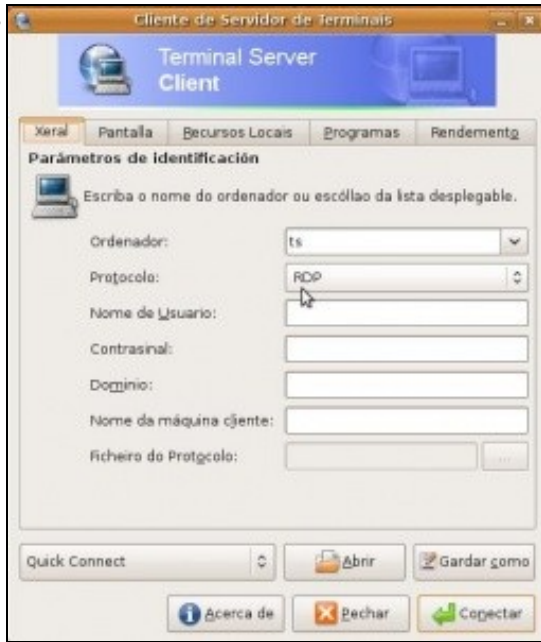 Cliente de Servidor de Terminais
Terminal Server
Client
Xeral Pantalla Recursos Locais Programas Rendemento
Parámetros de identificación
Escriba o nome do ordenador ou escóllao da lista despregable.
Ordenador: ts
Protocolo: RDP
Nome de Usuario:
Contrasinal:
Dominio:
Nome da máquina cliente:
Ficheiro do Protocolo: ...
Quick Connect Abrir Gardar como
Acerca de Pechar Conectar